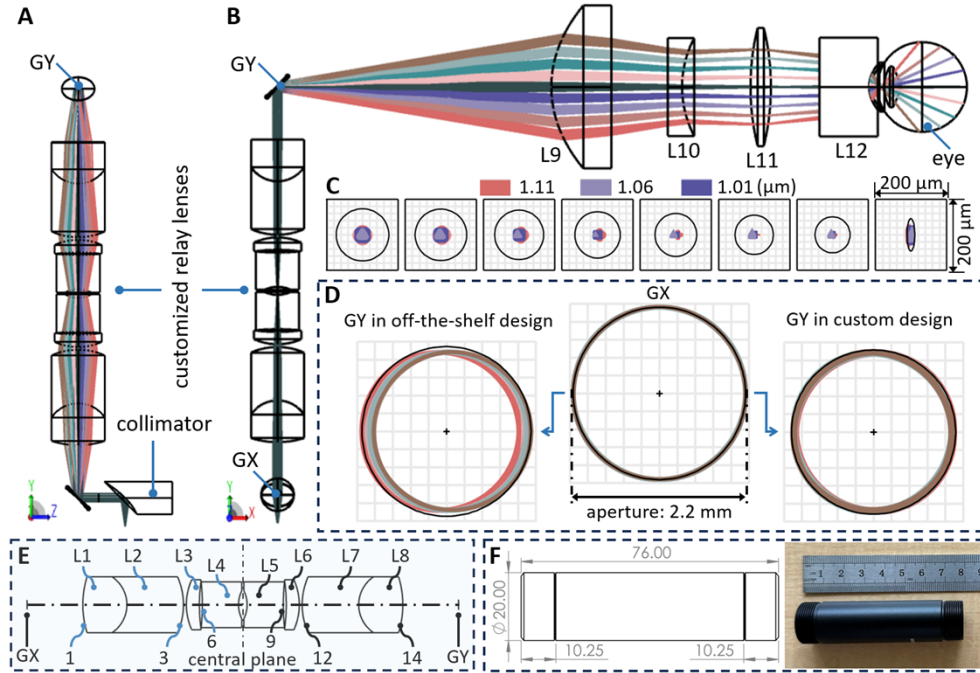 A
B
GY
GY
L9
L10
L11
L12
eye
C
1.11
1.06
1.01 (μm)
200 μm
200 μm
customized relay lenses
collimator
GX
Y
Z
Y
X
D
GX
GY in off-the-shelf design
GY in custom design
aperture: 2.2 mm
E
L1
L2
L3
L4
L5
L6
L7
L8
GX
1
3
6
central plane
9
12
14
GY
F
76.00
Ø 20.00
10.25
10.25
1 2 3 4 5 6 7 8 9